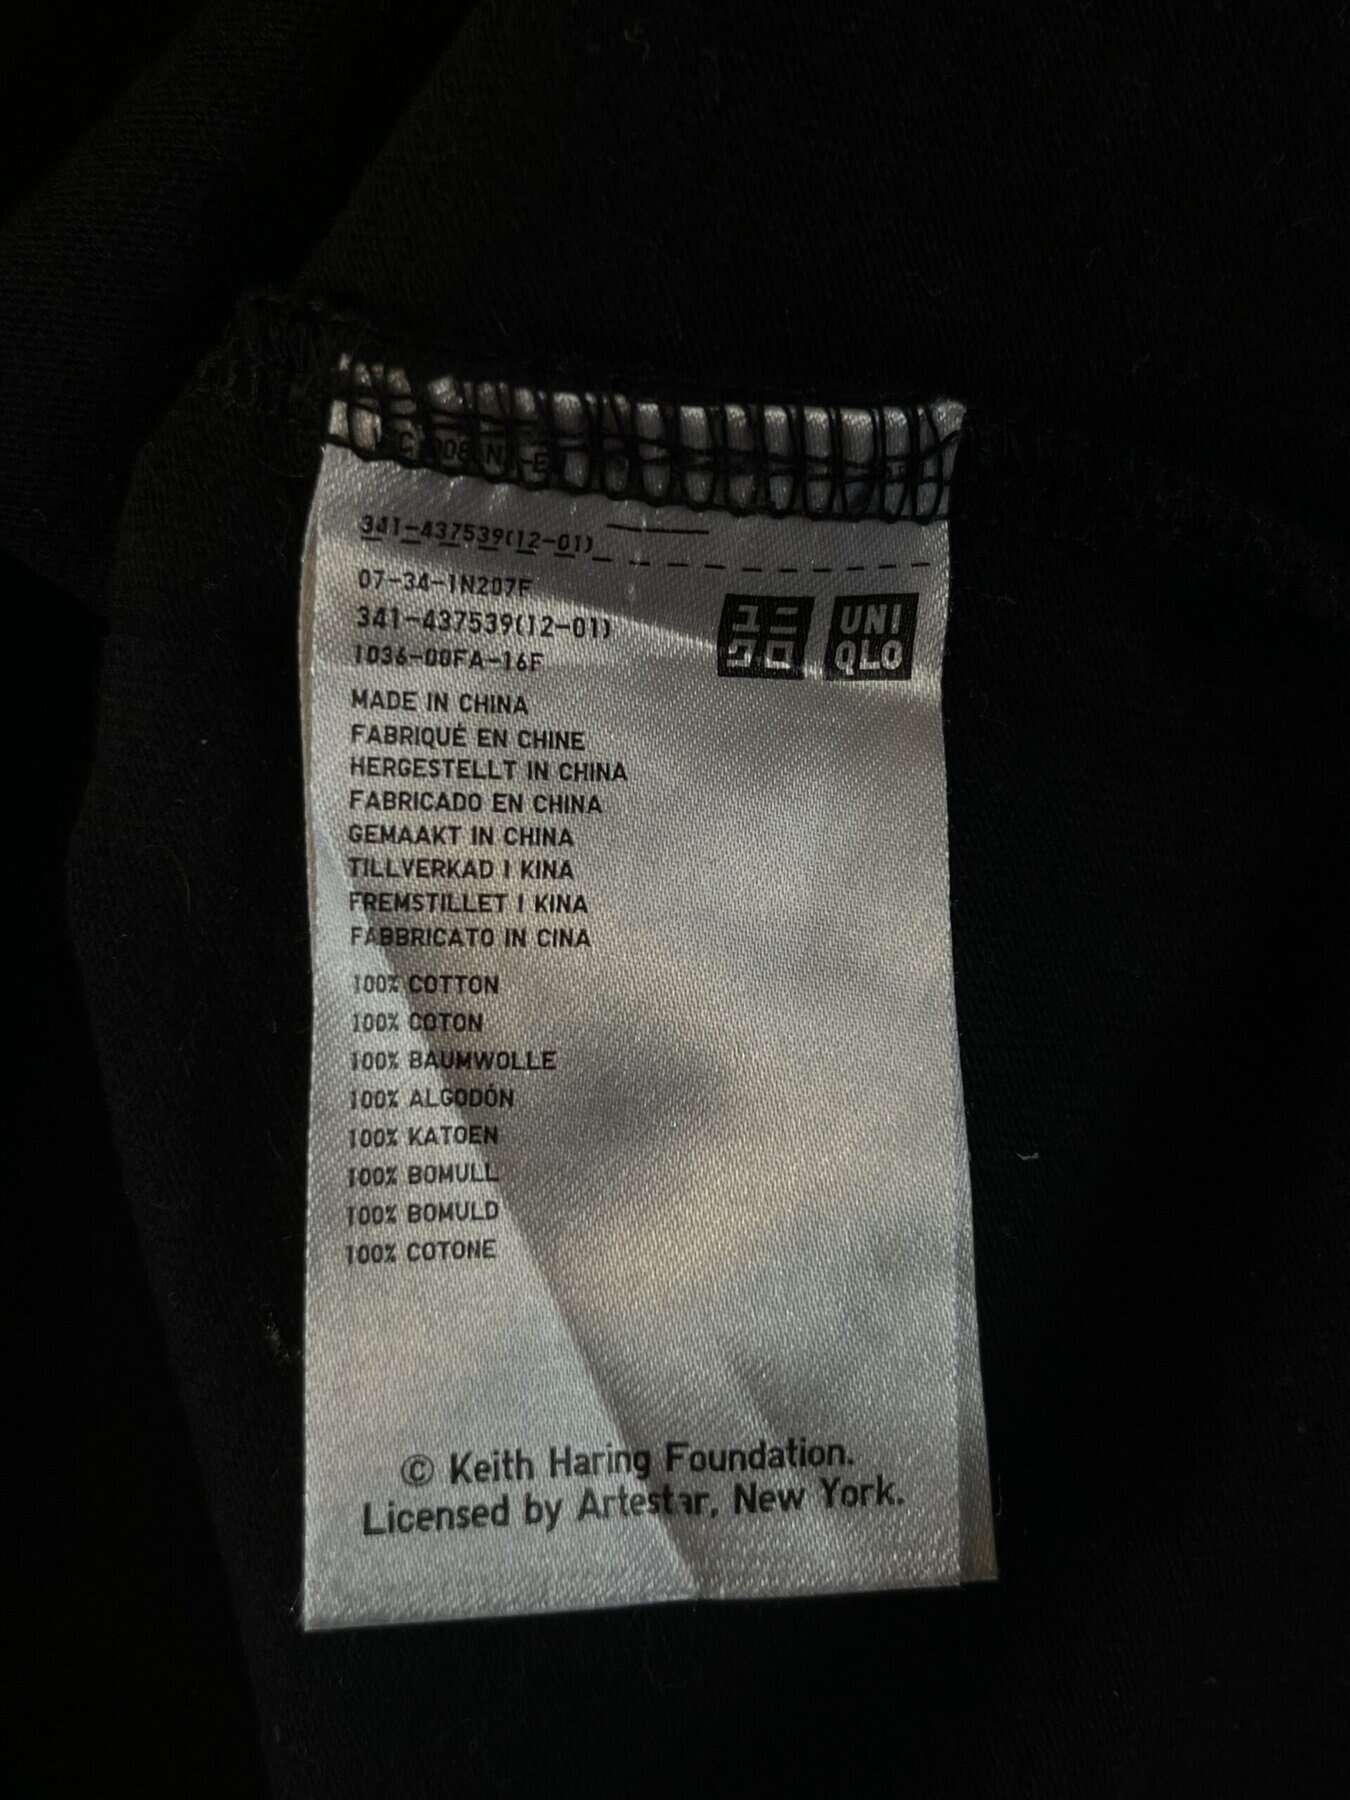 341-437539(12-01)
07-34-1N207F
341-437539(12-01)
1036-00FA-16F
ユニ
クロ
UNI
QLO
MADE IN CHINA
FABRIQUÉ EN CHINE
HERGESTELLT IN CHINA
FABRICADO EN CHINA
GEMAAKT IN CHINA
TILLVERKAD I KINA
FREMSTILLET I KINA
FABBRICATO IN CINA
100% COTTON
100% COTON
100% BAUMWOLLE
100% ALGODÓN
100% KATOEN
100% BOMULL
100% BOMULD
100% COTONE
© Keith Haring Foundation.
Licensed by Artestar, New York.